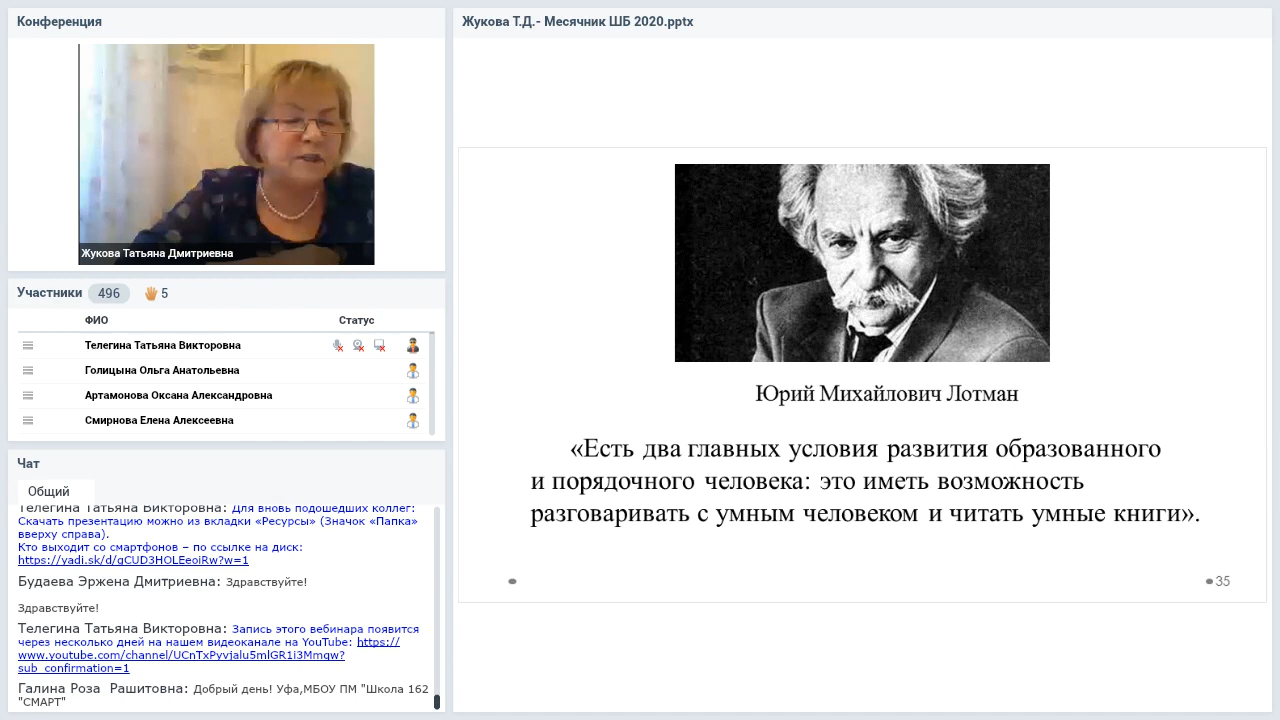 Конференция
Жукова Татьяна Дмитриевна
Участники 496 5
ФИО Статус
Телегина Татьяна Викторовна
Голицына Ольга Анатольевна
Артамонова Оксана Александровна
Смирнова Елена Алексеевна
Чат
Общий
Телегина Татьяна Викторовна: Для вновь подошедших коллег:
Скачать презентацию можно из вкладки «Ресурсы» (Значок «Папка»
вверху справа).
Кто выходит со смартфонов – по ссылке на диск:
https://yadi.sk/d/gCUD3HOLEeoiRw?w=1
Будаева Эржена Дмитриевна: Здравствуйте!
Здравствуйте!
Телегина Татьяна Викторовна: Запись этого вебинара появится
через несколько дней на нашем видеоканале на YouTube: https://
www.youtube.com/channel/UCnTxPyvjalu5mlGR1i3Mmqw?
sub_confirmation=1
Галина Роза Рашитовна: Добрый день! Уфа,МБОУ ПМ "Школа 162
"СМАРТ"
Жукова Т.Д.- Месячник ШБ 2020.pptx
Юрий Михайлович Лотман
«Есть два главных условия развития образованного
и порядочного человека: это иметь возможность
разговаривать с умным человеком и читать умные книги».
35